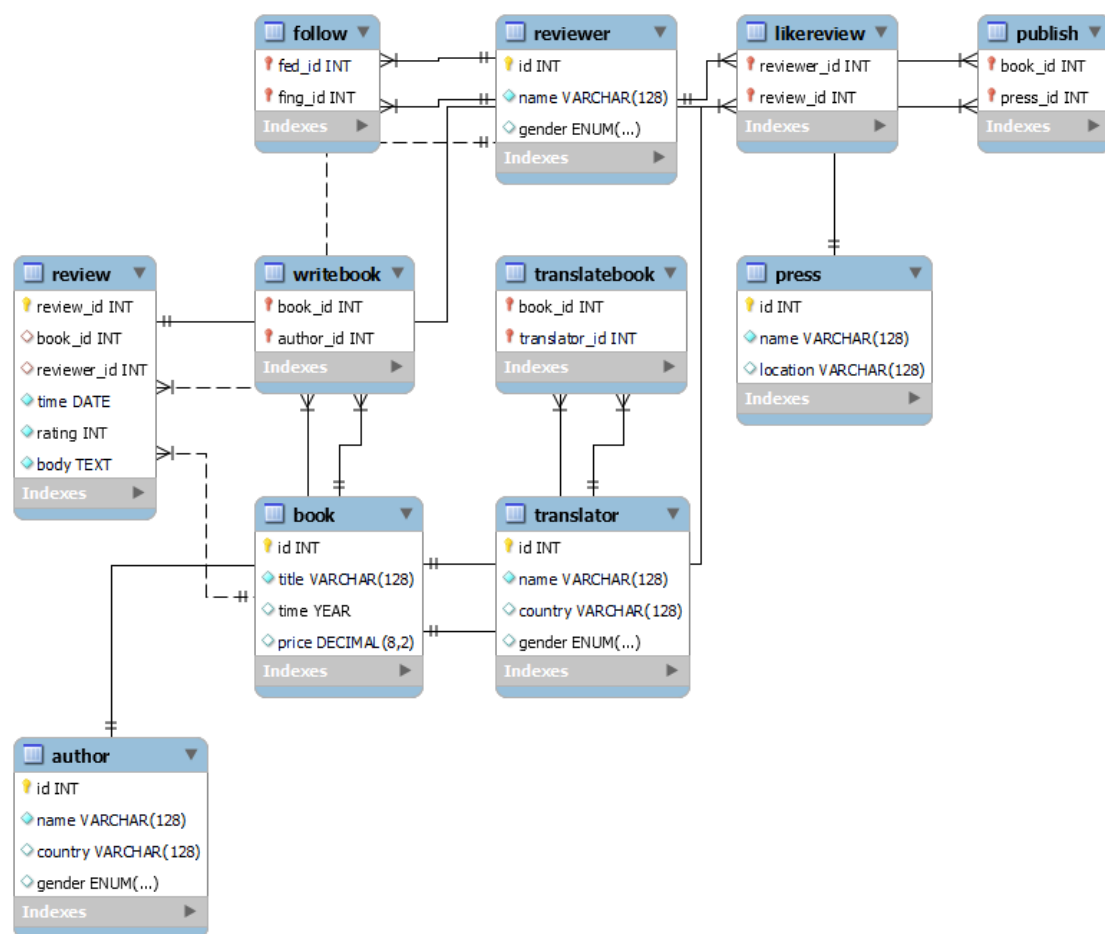 follow
fed_id INT
fing_id INT
Indexes
reviewer
id INT
name VARCHAR(128)
gender ENUM(...)
Indexes
likereview
reviewer_id INT
review_id INT
Indexes
publish
book_id INT
press_id INT
Indexes
review
review_id INT
book_id INT
reviewer_id INT
time DATE
rating INT
body TEXT
Indexes
writebook
book_id INT
author_id INT
Indexes
translatebook
book_id INT
translator_id INT
Indexes
press
id INT
name VARCHAR(128)
location VARCHAR(128)
Indexes
book
id INT
title VARCHAR(128)
time YEAR
price DECIMAL(8,2)
Indexes
translator
id INT
name VARCHAR(128)
country VARCHAR(128)
gender ENUM(...)
Indexes
author
id INT
name VARCHAR(128)
country VARCHAR(128)
gender ENUM(...)
Indexes